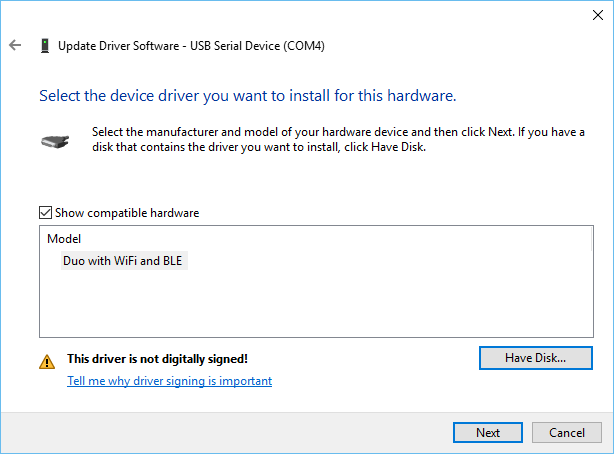 Update Driver Software - USB Serial Device (COM4)
Select the device driver you want to install for this hardware.
Select the manufacturer and model of your hardware device and then click Next. If you have a
disk that contains the driver you want to install, click Have Disk.
Show compatible hardware
Model
Duo with WiFi and BLE
This driver is not digitally signed!
Have Disk...
Tell me why driver signing is important
Next
Cancel